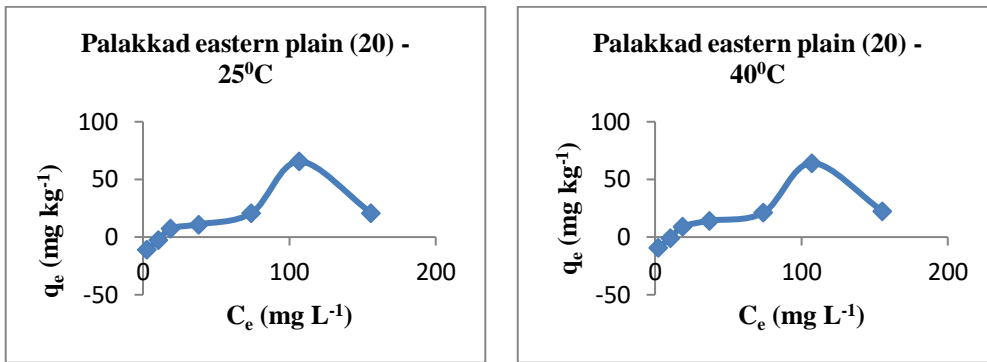 Palakkad eastern plain (20) -
25⁰C
100
50
0
-50
0
100
200
qₑ (mg kg⁻¹)
Cₑ (mg L⁻¹)
Palakkad eastern plain (20) -
40⁰C
100
50
0
-50
0
100
200
qₑ (mg kg⁻¹)
Cₑ (mg L⁻¹)